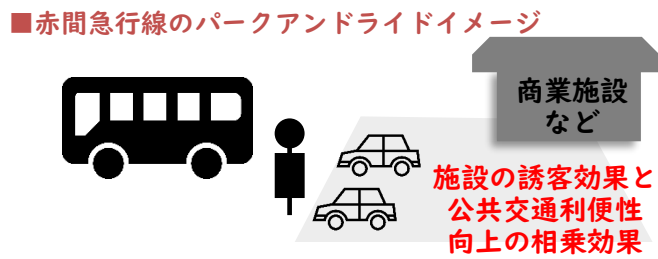 ■赤間急行線のパークアンドライドイメージ
商業施設
など
施設の誘客効果と
公共交通利便性
向上の相乗効果